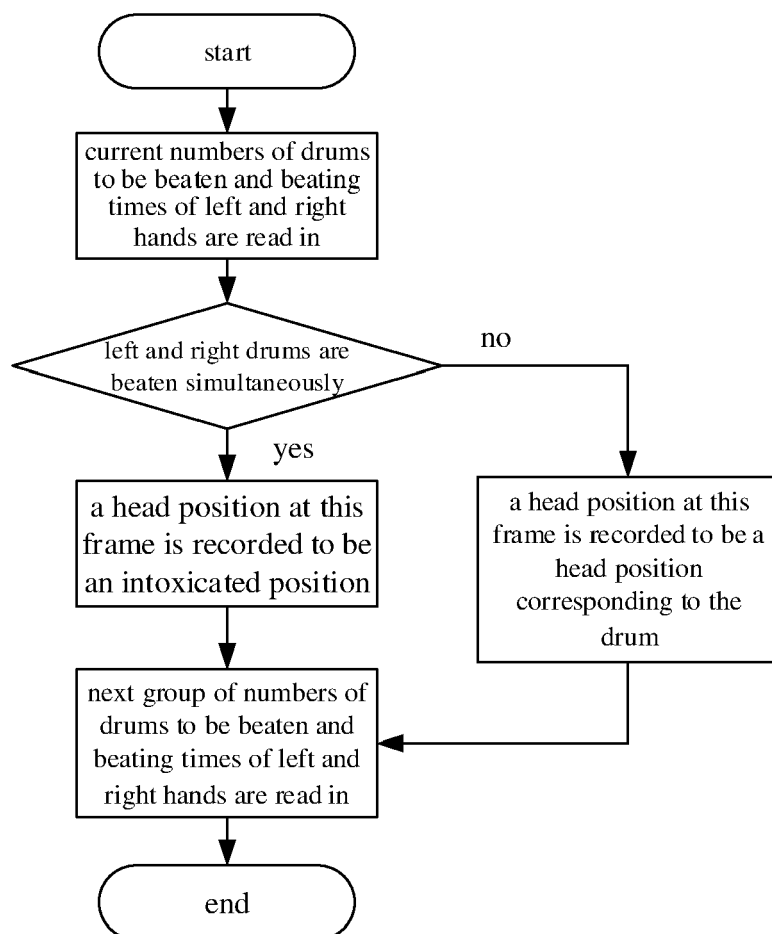 start
current numbers of drums
to be beaten and beating
times of left and right
hands are read in
left and right drums are
beaten simultaneously
no
yes
a head position at this
frame is recorded to be
an intoxicated position
a head position at this
frame is recorded to be a
head position
corresponding to the
drum
next group of numbers of
drums to be beaten and
beating times of left and
right hands are read in
end